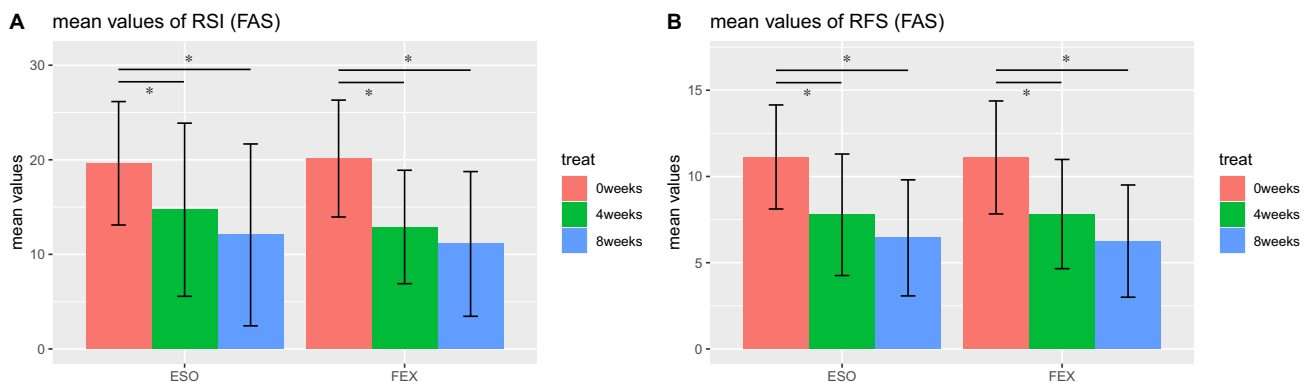 A mean values of RSI (FAS)
mean values
30
20
10
0
*
*
*
*
ESO
FEX
treat
0weeks
4weeks
8weeks
B mean values of RFS (FAS)
mean values
15
10
5
0
*
*
*
*
ESO
FEX
treat
0weeks
4weeks
8weeks